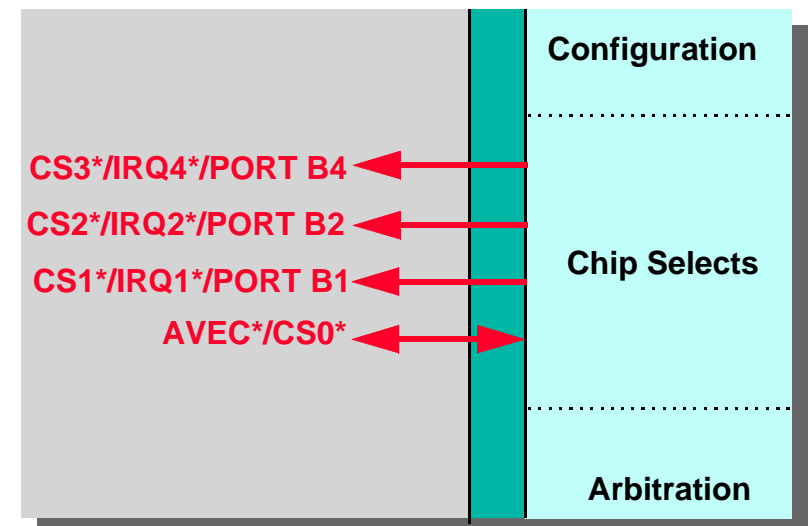 Configuration
CS3*/IRQ4*/PORT B4
CS2*/IRQ2*/PORT B2
CS1*/IRQ1*/PORT B1
AVEC*/CS0*
Chip Selects
Arbitration